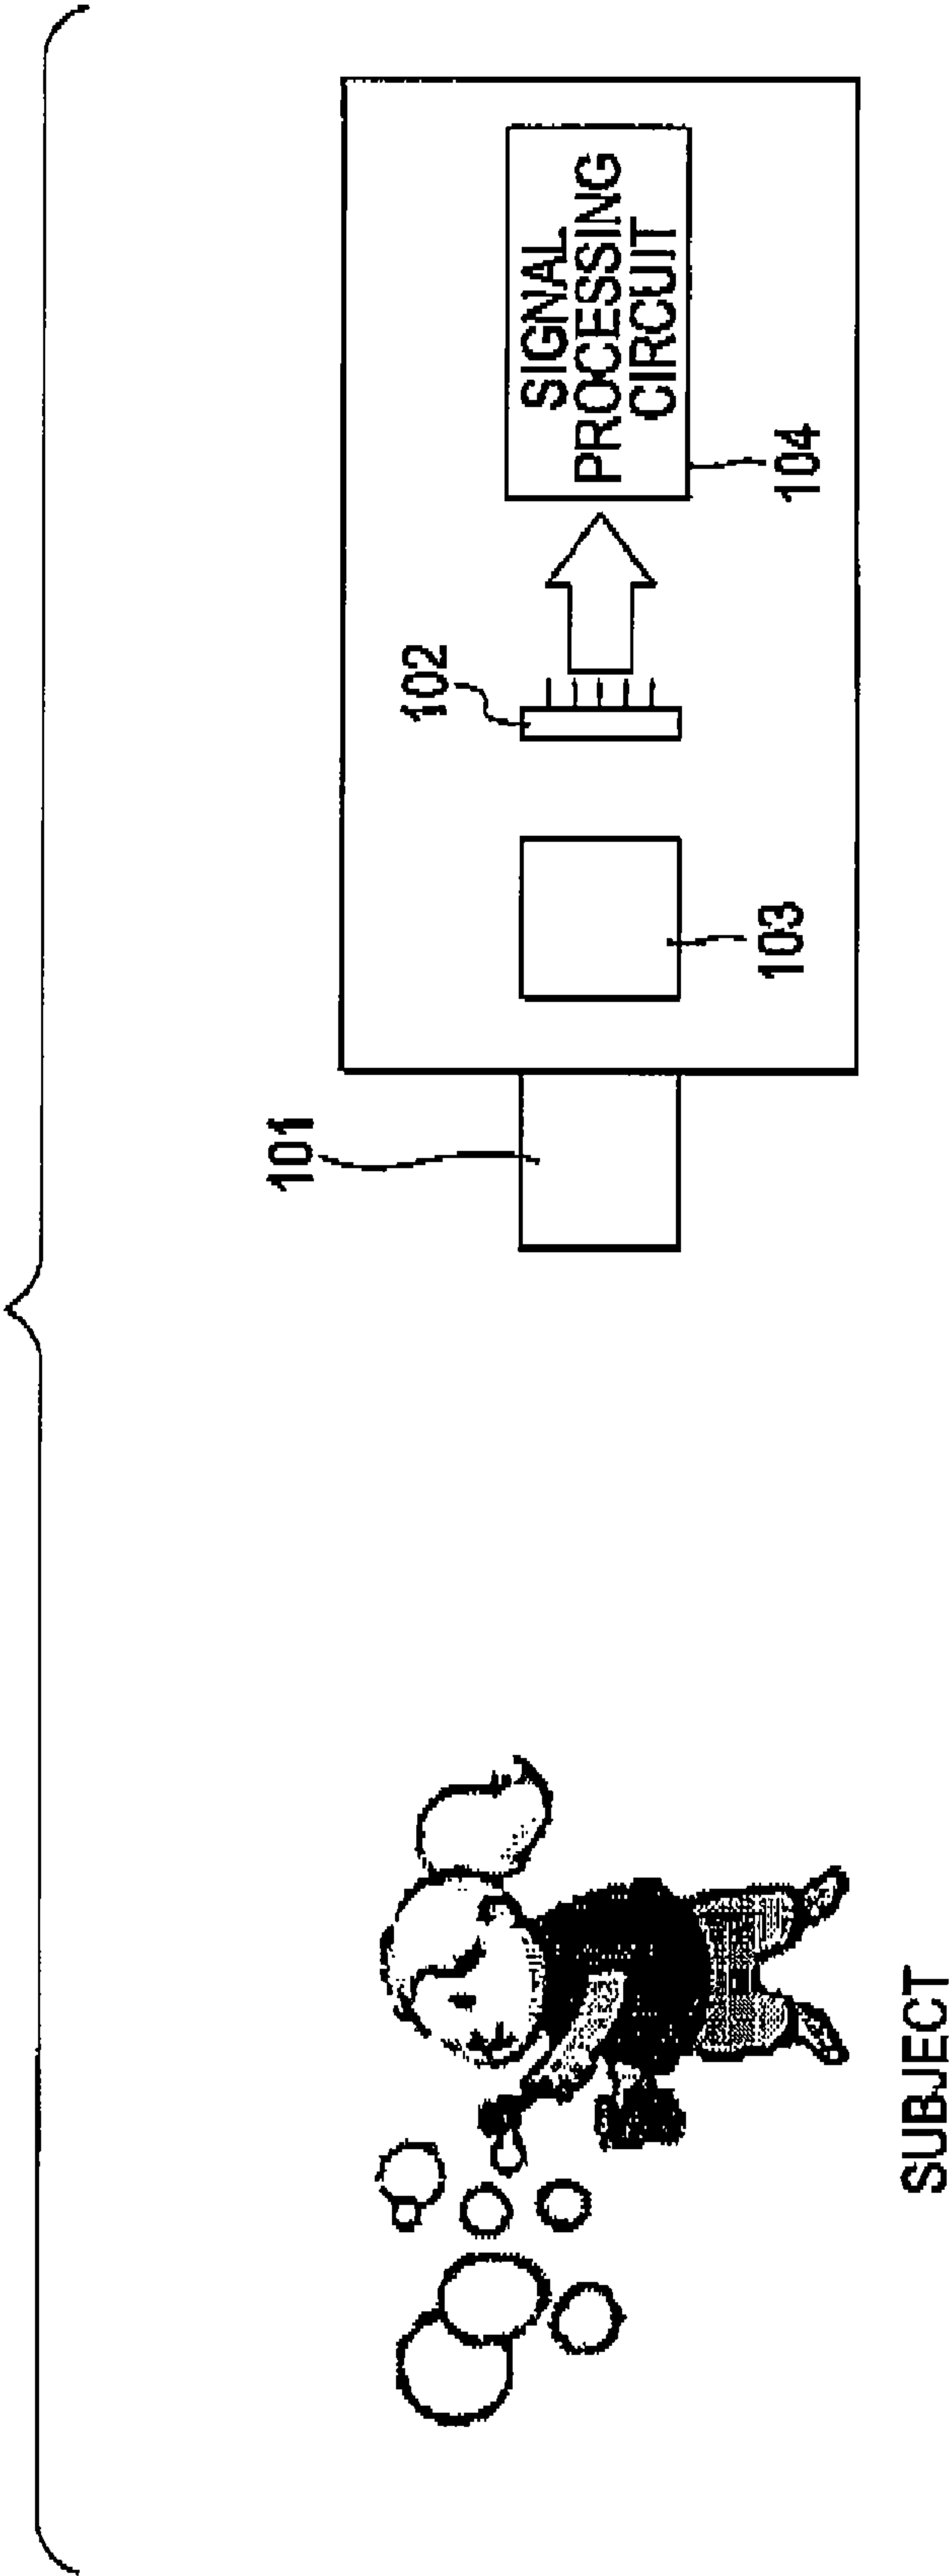 101
102
103
104
SIGNAL
PROCESSING
CIRCUIT
SUBJECT